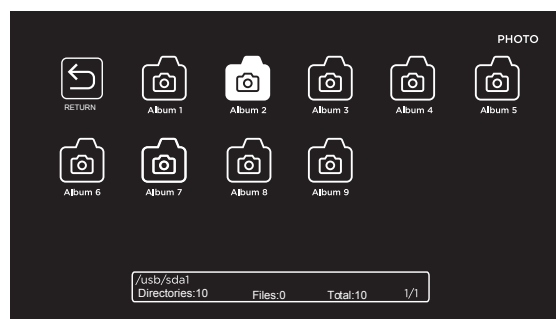 PHOTO
RETURN
Album 1
Album 2
Album 3
Album 4
Album 5
Album 6
Album 7
Album 8
Album 9
/usb/sda1
Directories:10 Files:0 Total:10 1/1